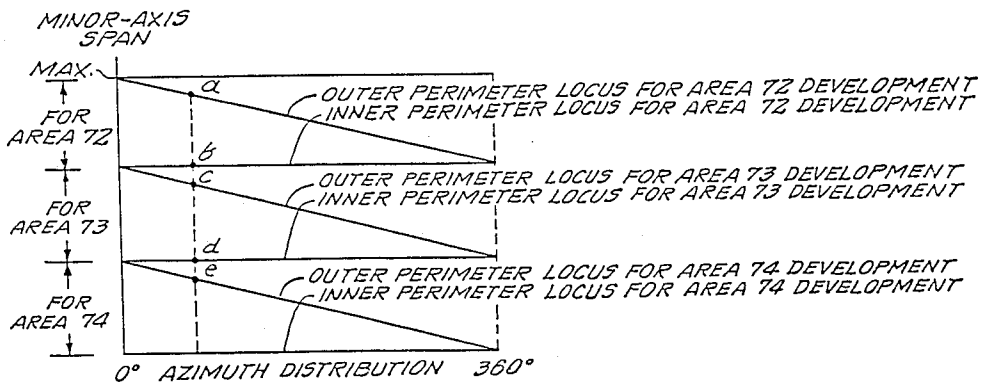 MINOR-AXIS
SPAN
MAX.
a
OUTER PERIMETER LOCUS FOR AREA 72 DEVELOPMENT
INNER PERIMETER LOCUS FOR AREA 72 DEVELOPMENT
FOR
AREA 72
b
c
OUTER PERIMETER LOCUS FOR AREA 73 DEVELOPMENT
INNER PERIMETER LOCUS FOR AREA 73 DEVELOPMENT
FOR
AREA 73
d
e
OUTER PERIMETER LOCUS FOR AREA 74 DEVELOPMENT
INNER PERIMETER LOCUS FOR AREA 74 DEVELOPMENT
FOR
AREA 74
0° AZIMUTH DISTRIBUTION 360°